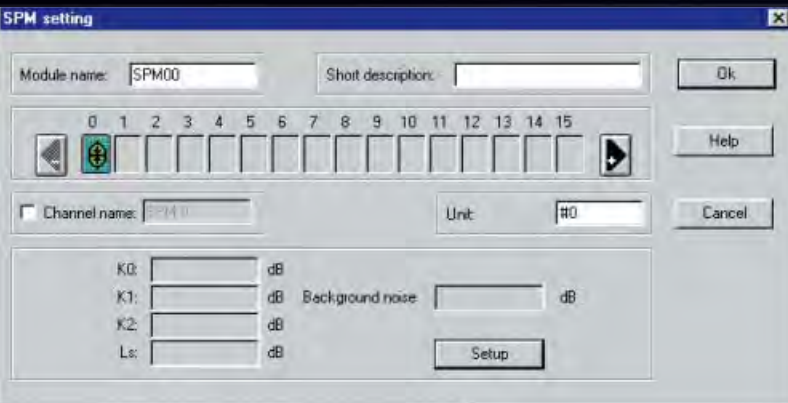 SPM setting
Module name: SPM00 Short description: Ok
0 1 2 3 4 5 6 7 8 9 10 11 12 13 14 15
Help
Channel name: SPM 0 Unit: #0 Cancel
K0: dB
K1: dB Background noise dB
K2: dB
Ls: dB Setup